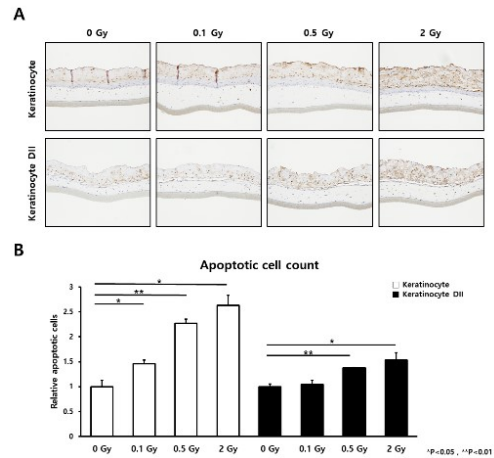 A
0 Gy 0.1 Gy 0.5 Gy 2 Gy
Keratinocyte
Keratinocyte DII
B
Apoptotic cell count
Keratinocyte
Keratinocyte DII
Relative apoptotic cells
3
2.5
2
1.5
1
0.5
0
*
**
*
*
**
0 Gy 0.1 Gy 0.5 Gy 2 Gy 0 Gy 0.1 Gy 0.5 Gy 2 Gy
*P<0.05 , **P<0.01